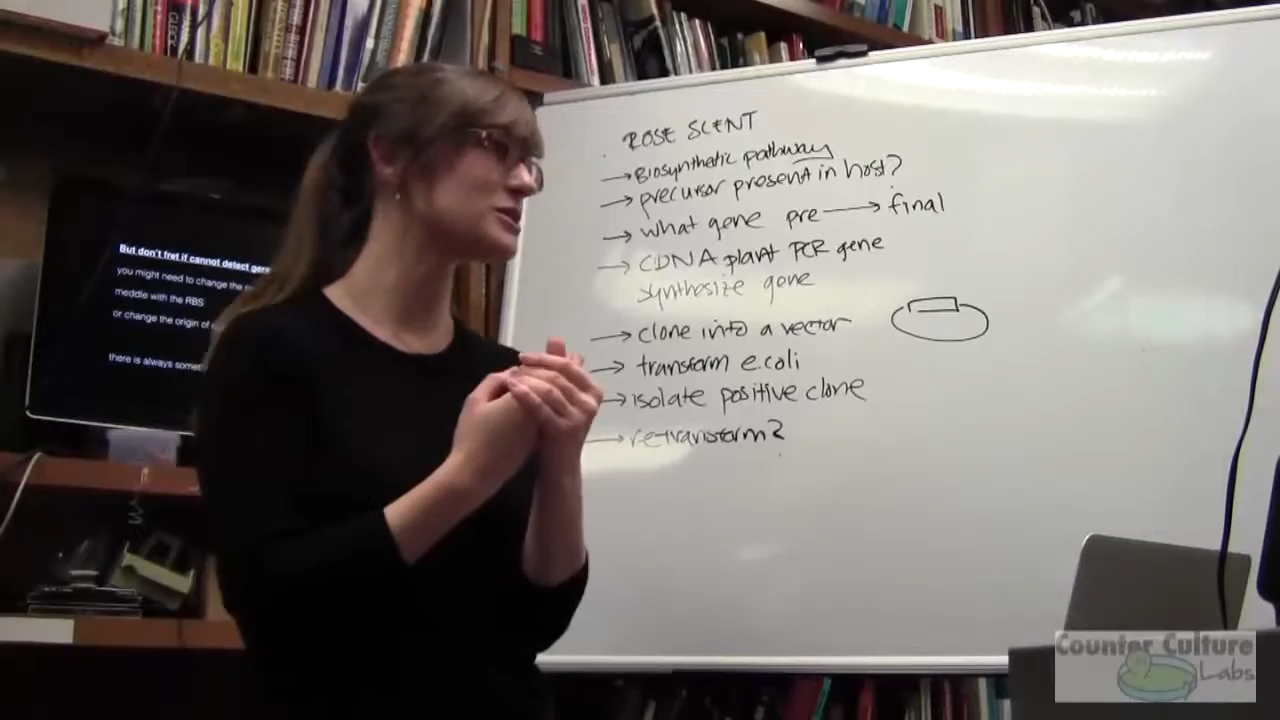 ROSE SCENT
→ Biosynthetic pathway
→ precursor present in host?
→ what gene pre → final
→ CDNA plant PCR gene
synthesize gene
→ clone into a vector
→ transform e.coli
→ isolate positive clone
→ retransform?
But don't fret if cannot detect
you might need to change the
meddle with the RBS
or change the origin of
there is always
Counter Culture
Labs